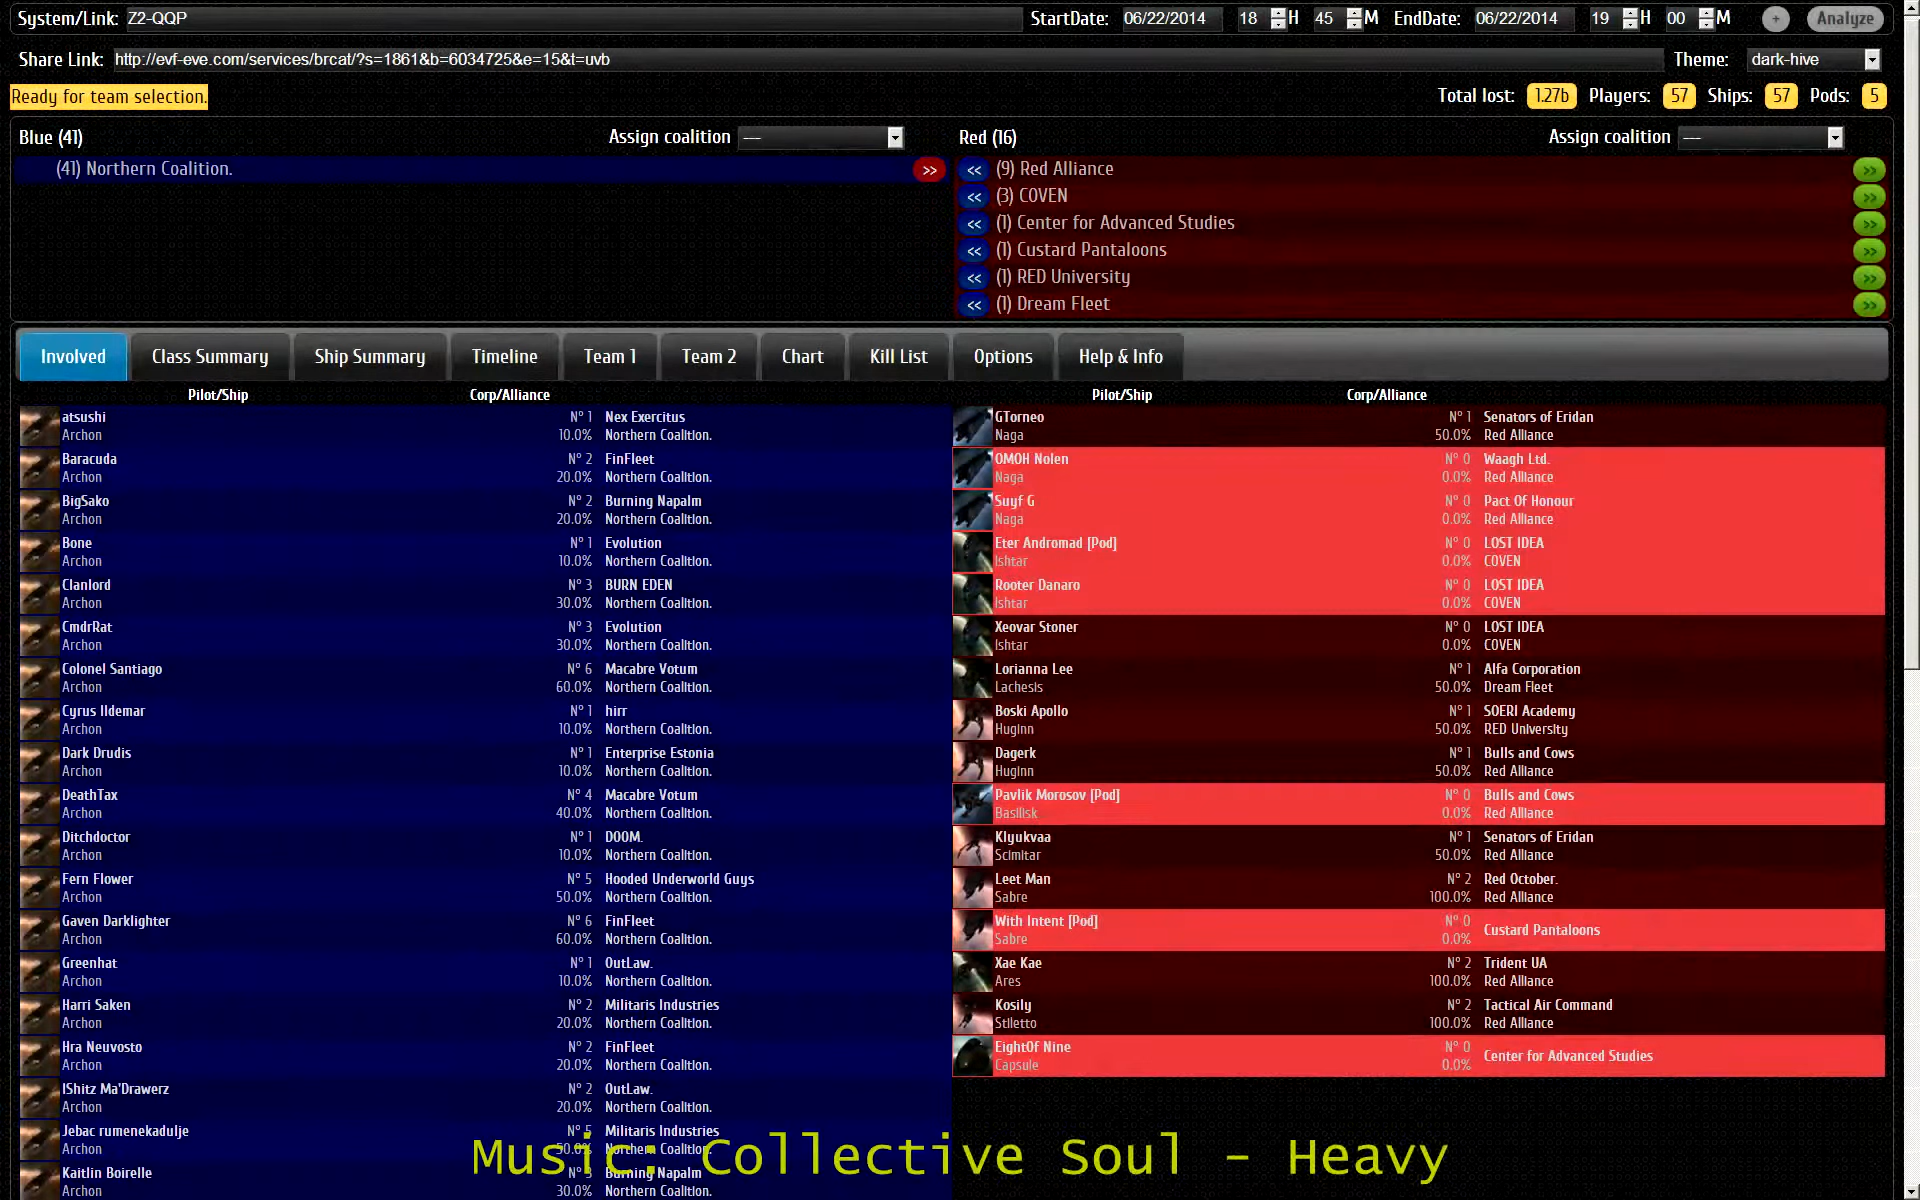 System/Link: Z2-QQP StartDate: 06/22/2014 18 H 45 M EndDate: 06/22/2014 19 H 00 M + Analyze
Share Link: http://evf-eve.com/services/brcat/?s=1861&b=6034725&e=15&t=uvb Theme: dark-hive
Ready for team selection. Total lost: 1.27b Players: 57 Ships: 57 Pods: 5
Blue (41) Assign coalition --- Red (16) Assign coalition ---
(41) Northern Coalition. >> << (9) Red Alliance >>
<< (3) COVEN >>
<< (1) Center for Advanced Studies >>
<< (1) Custard Pantaloons >>
<< (1) RED University >>
<< (1) Dream Fleet >>
Involved Class Summary Ship Summary Timeline Team 1 Team 2 Chart Kill List Options Help & Info
Pilot/Ship Corp/Alliance Pilot/Ship Corp/Alliance
atsushi N° 1 Nex Exercitus GTorneo N° 1 Senators of Eridan
Archon 10.0% Northern Coalition. Naga 50.0% Red Alliance
Baracuda N° 2 FinFleet OMOH Nolen N° 0 Waagh Ltd.
Archon 20.0% Northern Coalition. Naga 0.0% Red Alliance
BigSako N° 2 Burning Napalm Suyf G N° 0 Pact Of Honour
Archon 20.0% Northern Coalition. Naga 0.0% Red Alliance
Bone N° 1 Evolution Eter Andromad [Pod] N° 0 LOST IDEA
Archon 10.0% Northern Coalition. Ishtar 0.0% COVEN
Clanlord N° 3 BURN EDEN Rooter Danaro N° 0 LOST IDEA
Archon 30.0% Northern Coalition. Ishtar 0.0% COVEN
CmdrRat N° 3 Evolution Xeovar Stoner N° 0 LOST IDEA
Archon 30.0% Northern Coalition. Ishtar 0.0% COVEN
Colonel Santiago N° 6 Macabre Votum Lorianna Lee N° 1 Alfa Corporation
Archon 60.0% Northern Coalition. Lachesis 50.0% Dream Fleet
Cyrus Ildemar N° 1 hirr Boski Apollo N° 1 SOERI Academy
Archon 10.0% Northern Coalition. Huginn 50.0% RED University
Dark Drudis N° 1 Enterprise Estonia Dagerk N° 1 Bulls and Cows
Archon 10.0% Northern Coalition. Huginn 50.0% Red Alliance
DeathTax N° 4 Macabre Votum Pavlik Morosov [Pod] N° 0 Bulls and Cows
Archon 40.0% Northern Coalition. Basilisk 0.0% Red Alliance
Ditchdoctor N° 1 DOOM. Klyukvaa N° 1 Senators of Eridan
Archon 10.0% Northern Coalition. Scimitar 50.0% Red Alliance
Fern Flower N° 5 Hooded Underworld Guys Leet Man N° 2 Red October.
Archon 50.0% Northern Coalition. Sabre 100.0% Red Alliance
Gaven Darklighter N° 6 FinFleet With Intent [Pod] N° 0 Custard Pantaloons
Archon 60.0% Northern Coalition. Sabre 0.0%
Greenhat N° 1 OutLaw. Xae Kae N° 2 Trident UA
Archon 10.0% Northern Coalition. Ares 100.0% Red Alliance
Harri Saken N° 2 Militaris Industries Kosily N° 2 Tactical Air Command
Archon 20.0% Northern Coalition. Stiletto 100.0% Red Alliance
Hra Neuvosto N° 2 FinFleet EightOf Nine N° 0 Center for Advanced Studies
Archon 20.0% Northern Coalition. Capsule 0.0%
IShitz Ma'Drawerz N° 2 OutLaw.
Archon 20.0% Northern Coalition.
Jebac rumenekadulje N° 5 Militaris Industries
Archon 50.0% Northern Coalition.
Kaitlin Boirelle N° 3 Burning Napalm
Archon 30.0% Northern Coalition.
Music: Collective Soul - Heavy